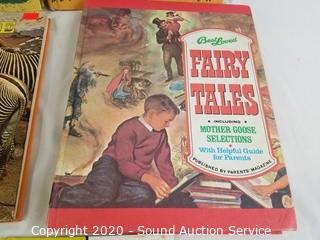 Best Loved
FAIRY
TALES
INCLUDING
MOTHER GOOSE
SELECTIONS
With Helpful Guide
for Parents
PUBLISHED BY PARENTS' MAGAZINE
Copyright 2020 - Sound Auction Service